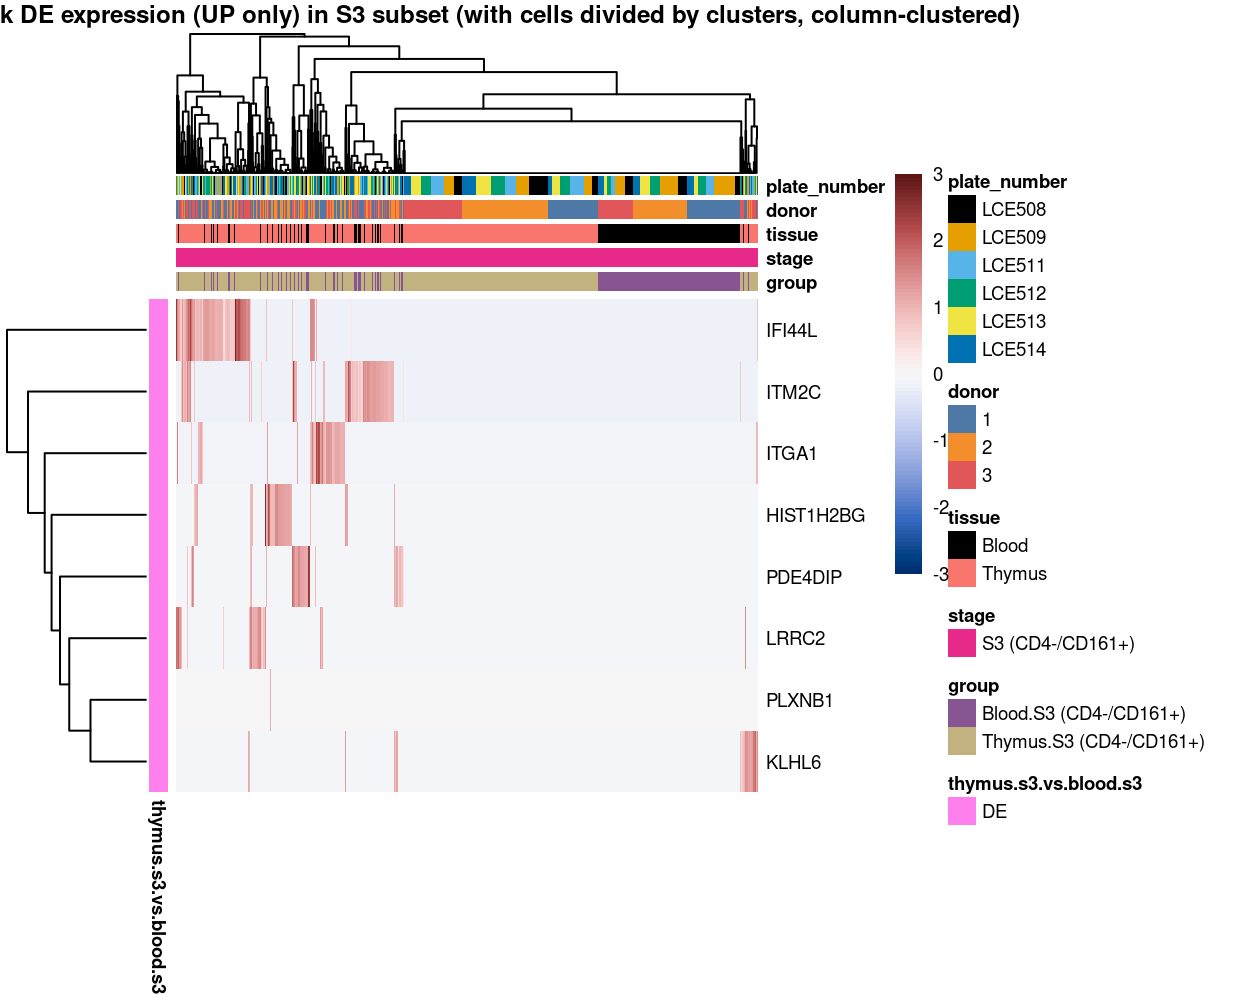 k DE expression (UP only) in S3 subset (with cells divided by clusters, column-clustered)
plate_number
donor
tissue
stage
group
IFI44L
ITM2C
ITGA1
HIST1H2BG
PDE4DIP
LRRC2
PLXNB1
KLHL6
thymus.s3.vs.blood.s3
3
2
1
0
-1
-2
-3
plate_number
LCE508
LCE509
LCE511
LCE512
LCE513
LCE514
donor
1
2
3
tissue
Blood
Thymus
stage
S3 (CD4-/CD161+)
group
Blood.S3 (CD4-/CD161+)
Thymus.S3 (CD4-/CD161+)
thymus.s3.vs.blood.s3
DE